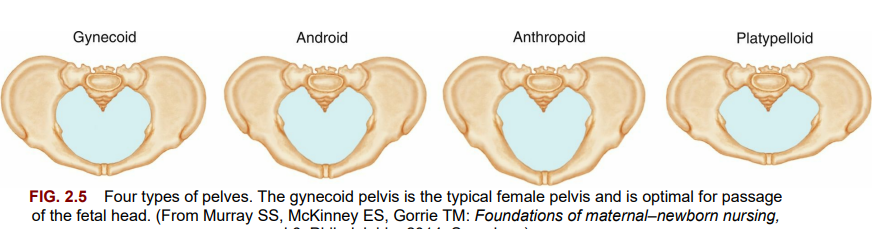 Gynecoid Android Anthropoid Platypelloid
FIG. 2.5 Four types of pelves. The gynecoid pelvis is the typical female pelvis and is optimal for passage
of the fetal head. (From Murray SS, McKinney ES, Gorrie TM: Foundations of maternal–newborn nursing,